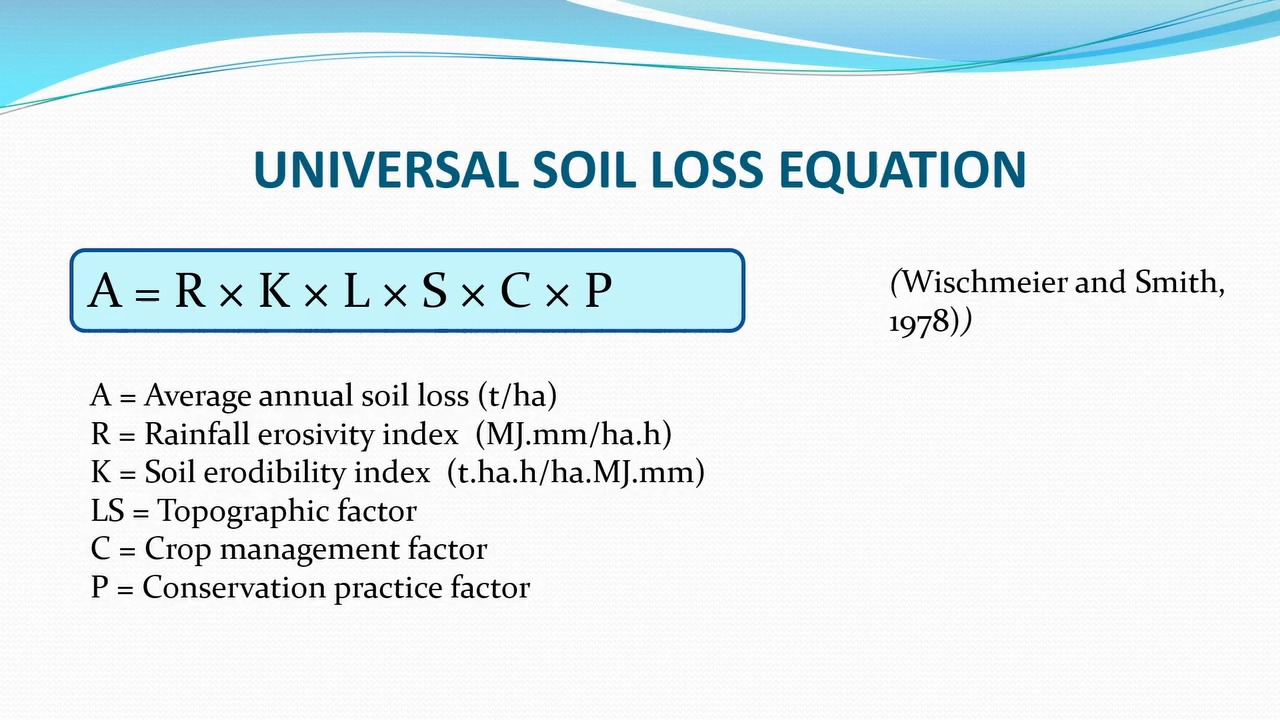 UNIVERSAL SOIL LOSS EQUATION
A = R × K × L × S × C × P
(Wischmeier and Smith,
1978))
A = Average annual soil loss (t/ha)
R = Rainfall erosivity index  (MJ.mm/ha.h)
K = Soil erodibility index  (t.ha.h/ha.MJ.mm)
LS = Topographic factor
C = Crop management factor
P = Conservation practice factor